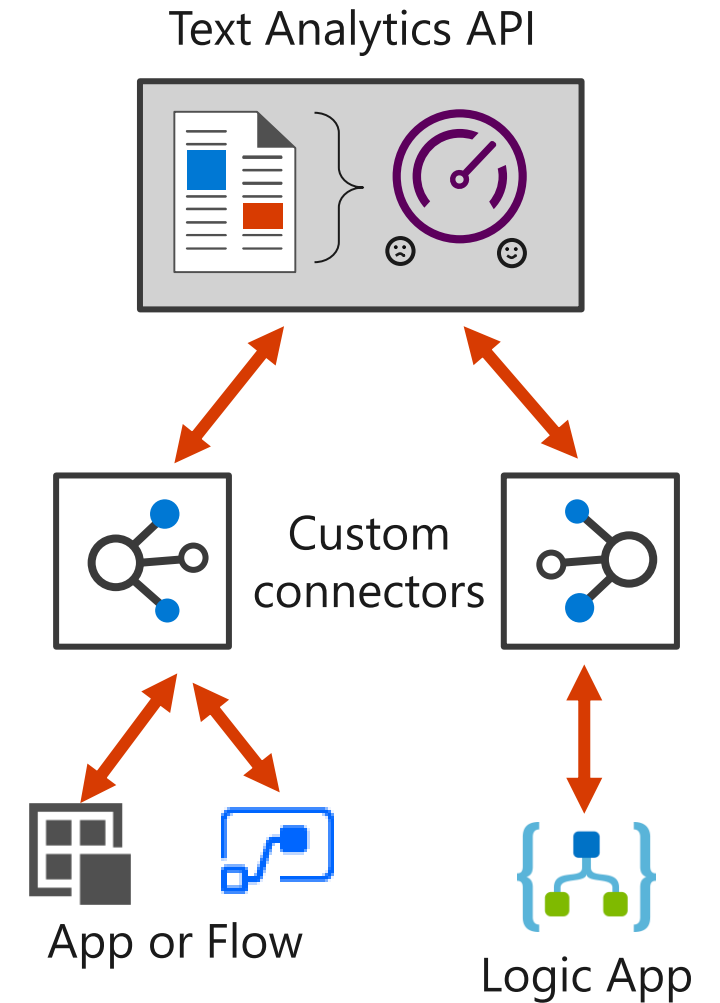 Text Analytics API
Custom
connectors
App or Flow
Logic App